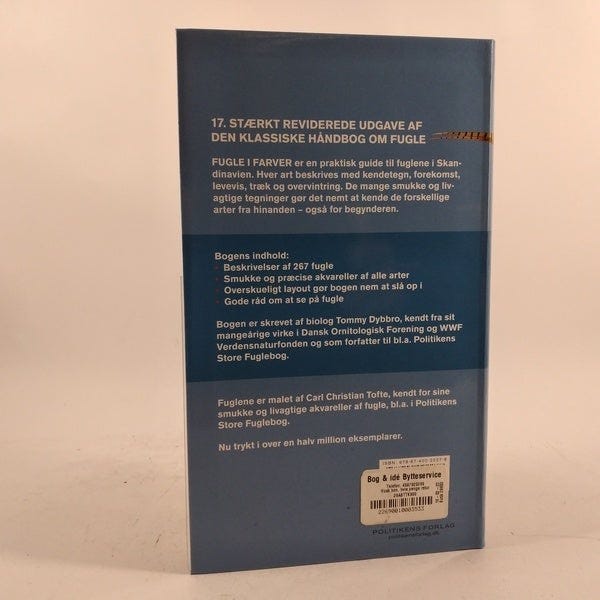 17. STÆRKT REVIDEREDE UDGAVE AF
DEN KLASSISKE HÅNDBOG OM FUGLE
FUGLE I FARVER er en praktisk guide til fuglene i Skan-
dinavien. Hver art beskrives med kendetegn, forekomst,
levevis, træk og overvintring. De mange smukke og liv-
agtige tegninger gør det nemt at kende de forskellige
arter fra hinanden – også for begynderen.
Bogens indhold:
· Beskrivelser af 267 fugle
· Smukke og præcise akvareller af alle arter
· Overskueligt layout gør bogen nem at slå op i
· Gode råd om at se på fugle
Bogen er skrevet af biolog Tommy Dybbro, kendt fra sit
mangeårige virke i Dansk Ornitologisk Forening og WWF
Verdensnaturfonden og som forfatter til bl.a. Politikens
Store Fuglebog.
Fuglene er malet af Carl Christian Tofte, kendt for sine
smukke og livagtige akvareller af fugle, bl.a. i Politikens
Store Fuglebog.
Nu trykt i over en halv million eksemplarer.
Bog & idé Bytteservice
POLITIKENS FORLAG
politikensforlag.dk